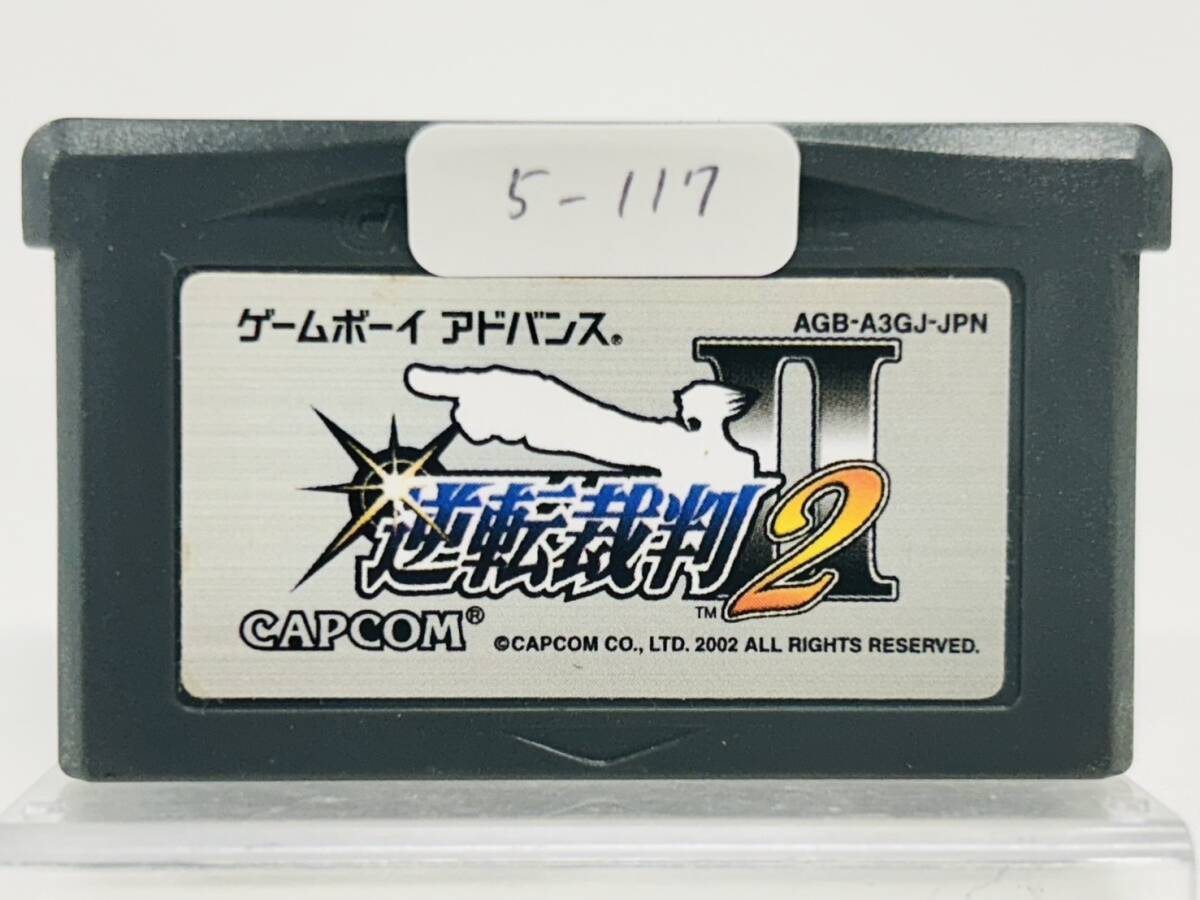 5-117
ゲームボーイ アドバンス®
AGB-A3GJ-JPN
II
逆転裁判2
TM
CAPCOM®
©CAPCOM CO., LTD. 2002 ALL RIGHTS RESERVED.